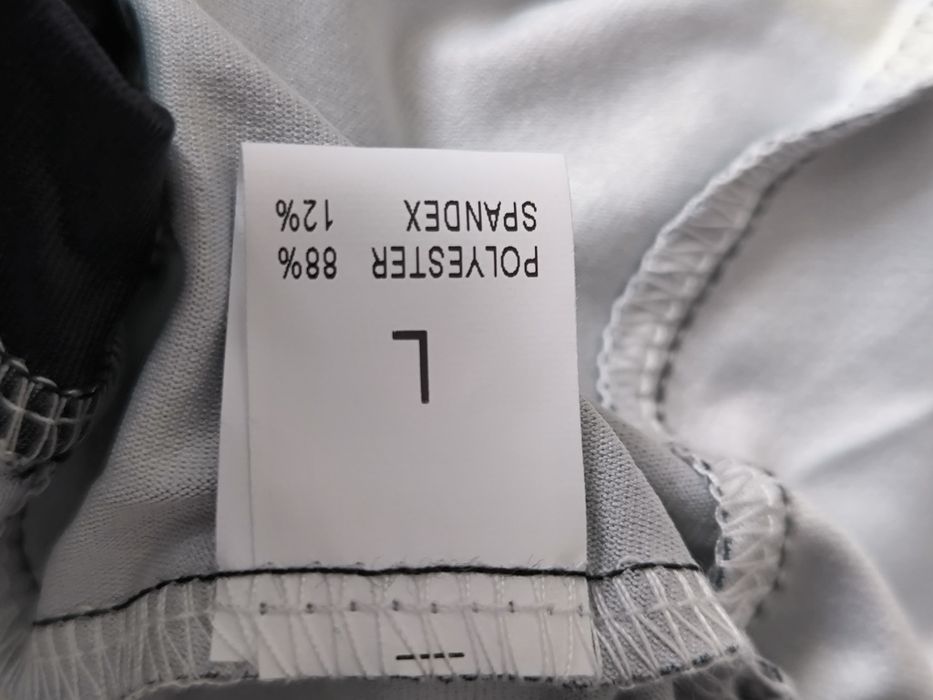 L
POLYESTER 88%
SPANDEX 12%